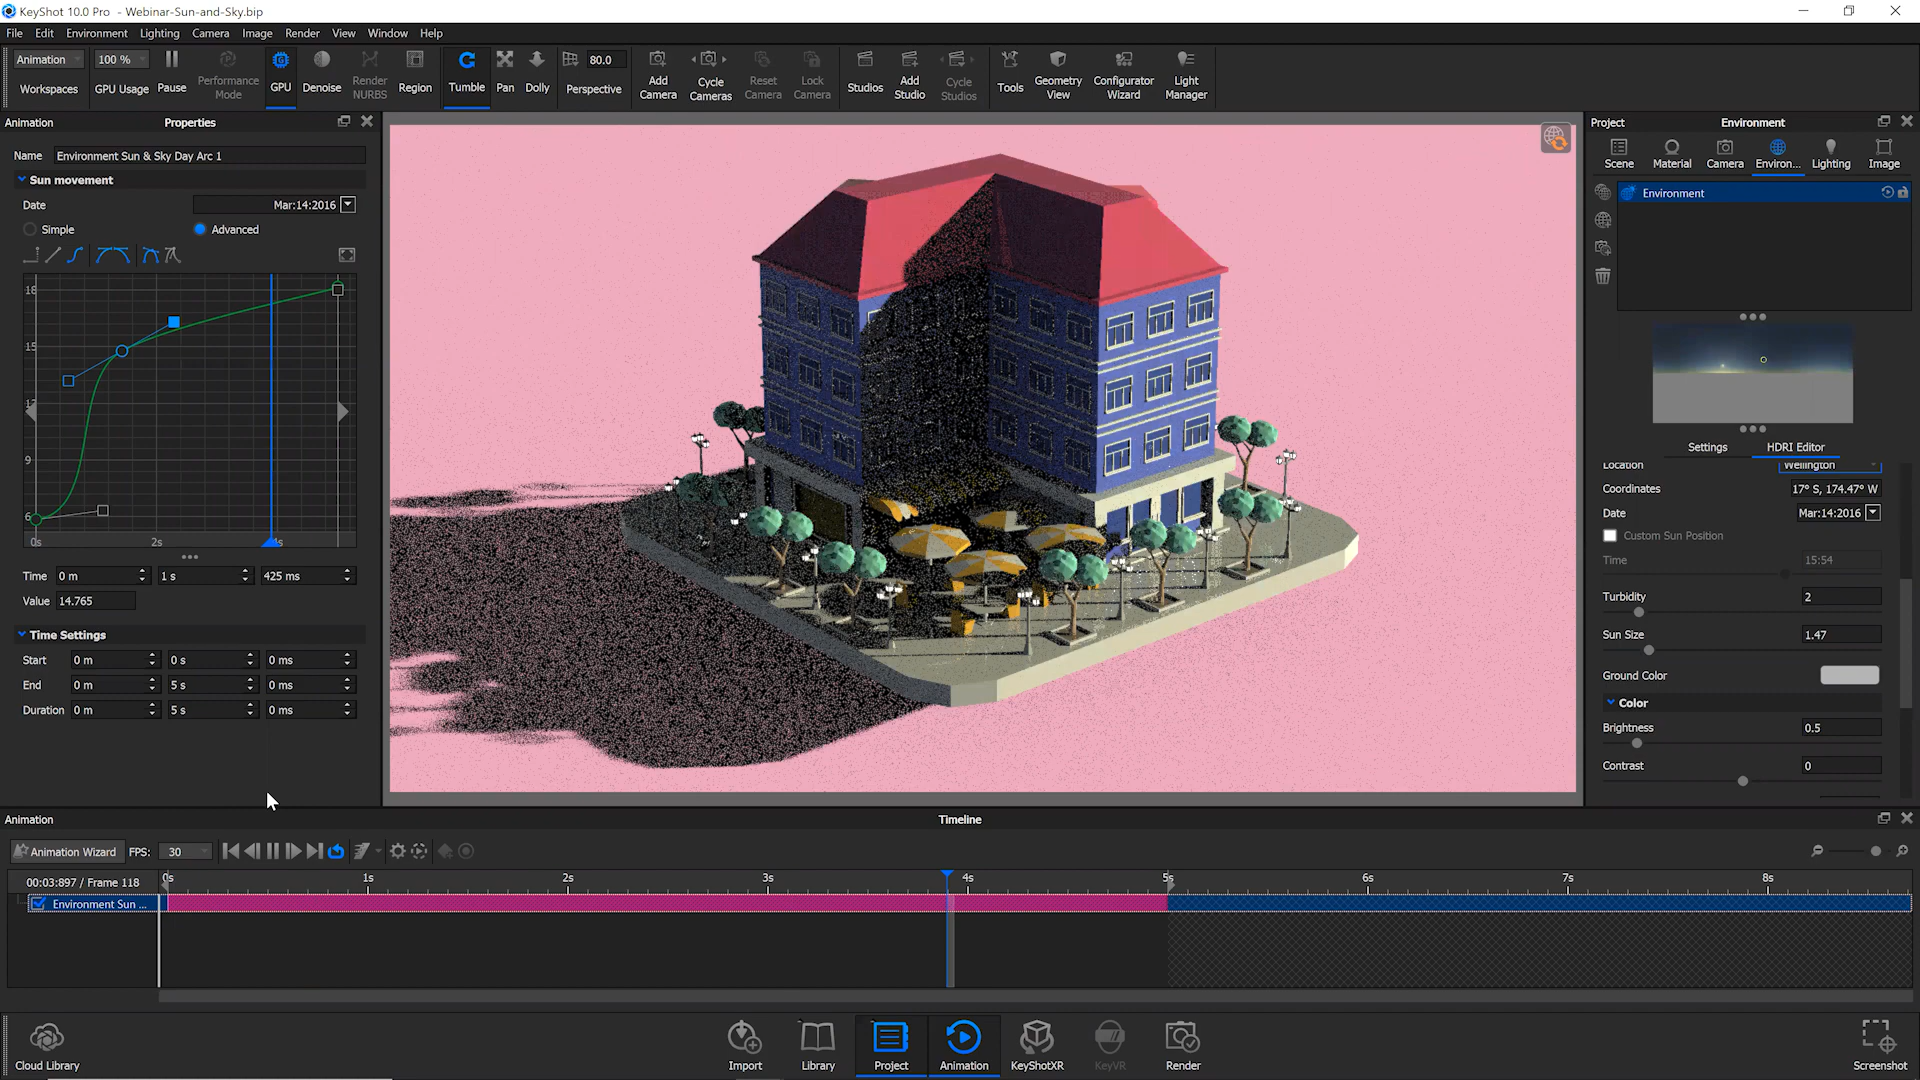 KeyShot 10.0 Pro - Webinar-Sun-and-Sky.bip
File Edit Environment Lighting Camera Image Render View Window Help
Animation
Workspaces
100 %
GPU Usage
Pause
Performance Mode
GPU
Denoise
Render NURBS
Region
Tumble
Pan
Dolly
80.0
Perspective
Add Camera
Cycle Cameras
Reset Camera
Lock Camera
Studios
Add Studio
Cycle Studios
Tools
Geometry View
Configurator Wizard
Light Manager
Animation Properties
Name Environment Sun & Sky Day Arc 1
Sun movement
Date Mar:14:2016
Simple Advanced
18
15
12
9
6
0s 2s 4s
Time 0 m 1 s 425 ms
Value 14.765
Time Settings
Start 0 m 0 s 0 ms
End 0 m 5 s 0 ms
Duration 0 m 5 s 0 ms
Project Environment
Scene Material Camera Environ... Lighting Image
Environment
Settings HDRI Editor
Location Wellington
Coordinates 17° S, 174.47° W
Date Mar:14:2016
Custom Sun Position
Time 15:54
Turbidity 2
Sun Size 1.47
Ground Color
Color
Brightness 0.5
Contrast 0
Animation Timeline
Animation Wizard FPS: 30
00:03:897 / Frame 118
0s 1s 2s 3s 4s 5s 6s 7s 8s
Environment Sun ...
Cloud Library
Import
Library
Project
Animation
KeyShotXR
KeyVR
Render
Screenshot